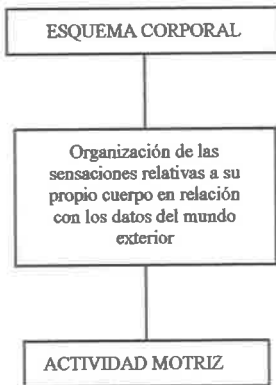 ESQUEMA CORPORAL
Organización de las
sensaciones relativas a su
propio cuerpo en relación
con los datos del mundo
exterior
ACTIVIDAD MOTRIZ